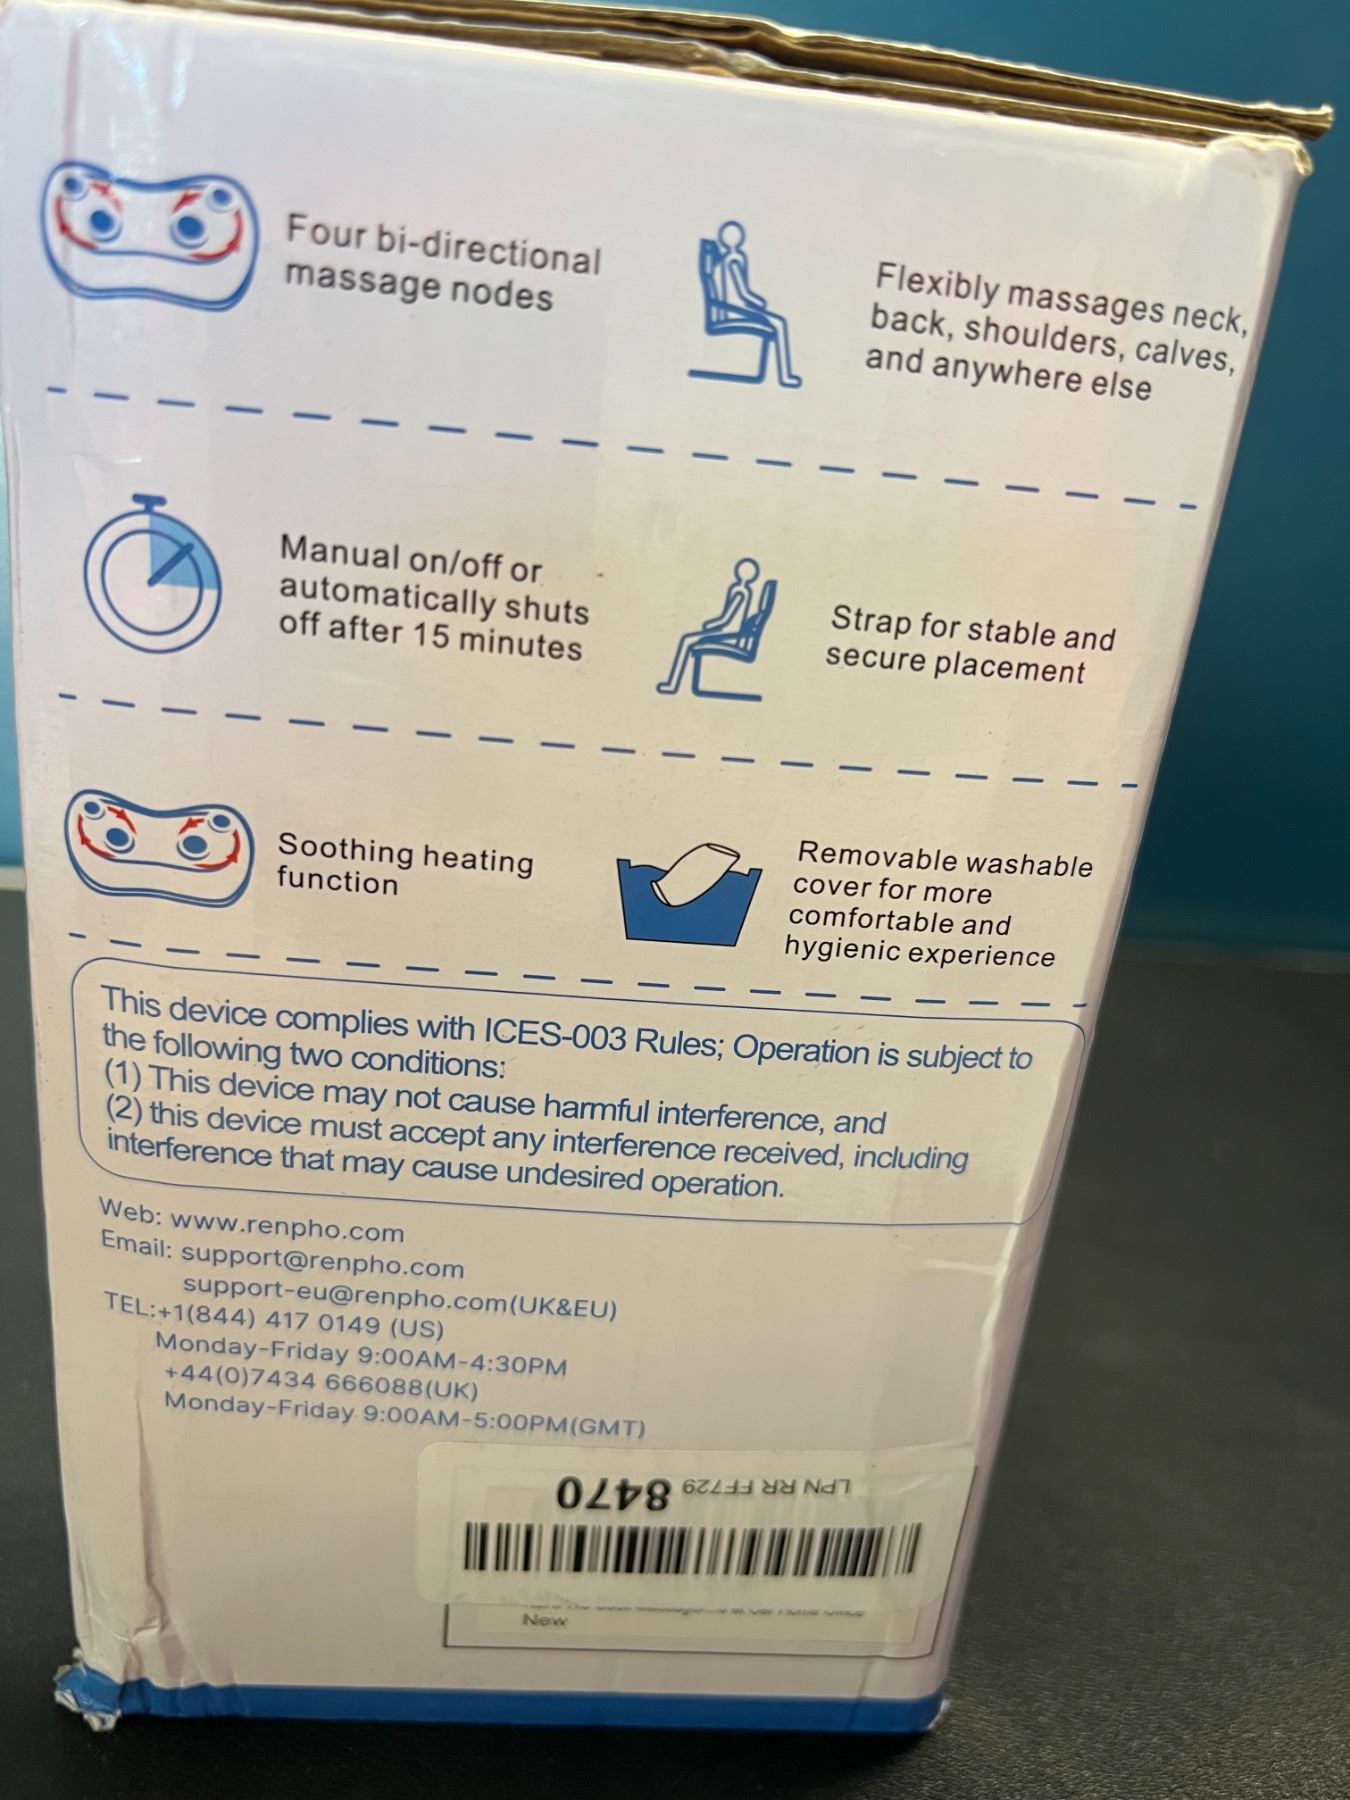 Four bi-directional
massage nodes
Flexibly massages neck,
back, shoulders, calves,
and anywhere else
Manual on/off or
automatically shuts
off after 15 minutes
Strap for stable and
secure placement
Soothing heating
function
Removable washable
cover for more
comfortable and
hygienic experience
This device complies with ICES-003 Rules; Operation is subject to
the following two conditions:
(1) This device may not cause harmful interference, and
(2) this device must accept any interference received, including
interference that may cause undesired operation.
Web: www.renpho.com
Email: support@renpho.com
support-eu@renpho.com(UK&EU)
TEL:+1(844) 417 0149 (US)
Monday-Friday 9:00AM-4:30PM
+44(0)7434 666088(UK)
Monday-Friday 9:00AM-5:00PM(GMT)
LPN RR FF729 8470
New